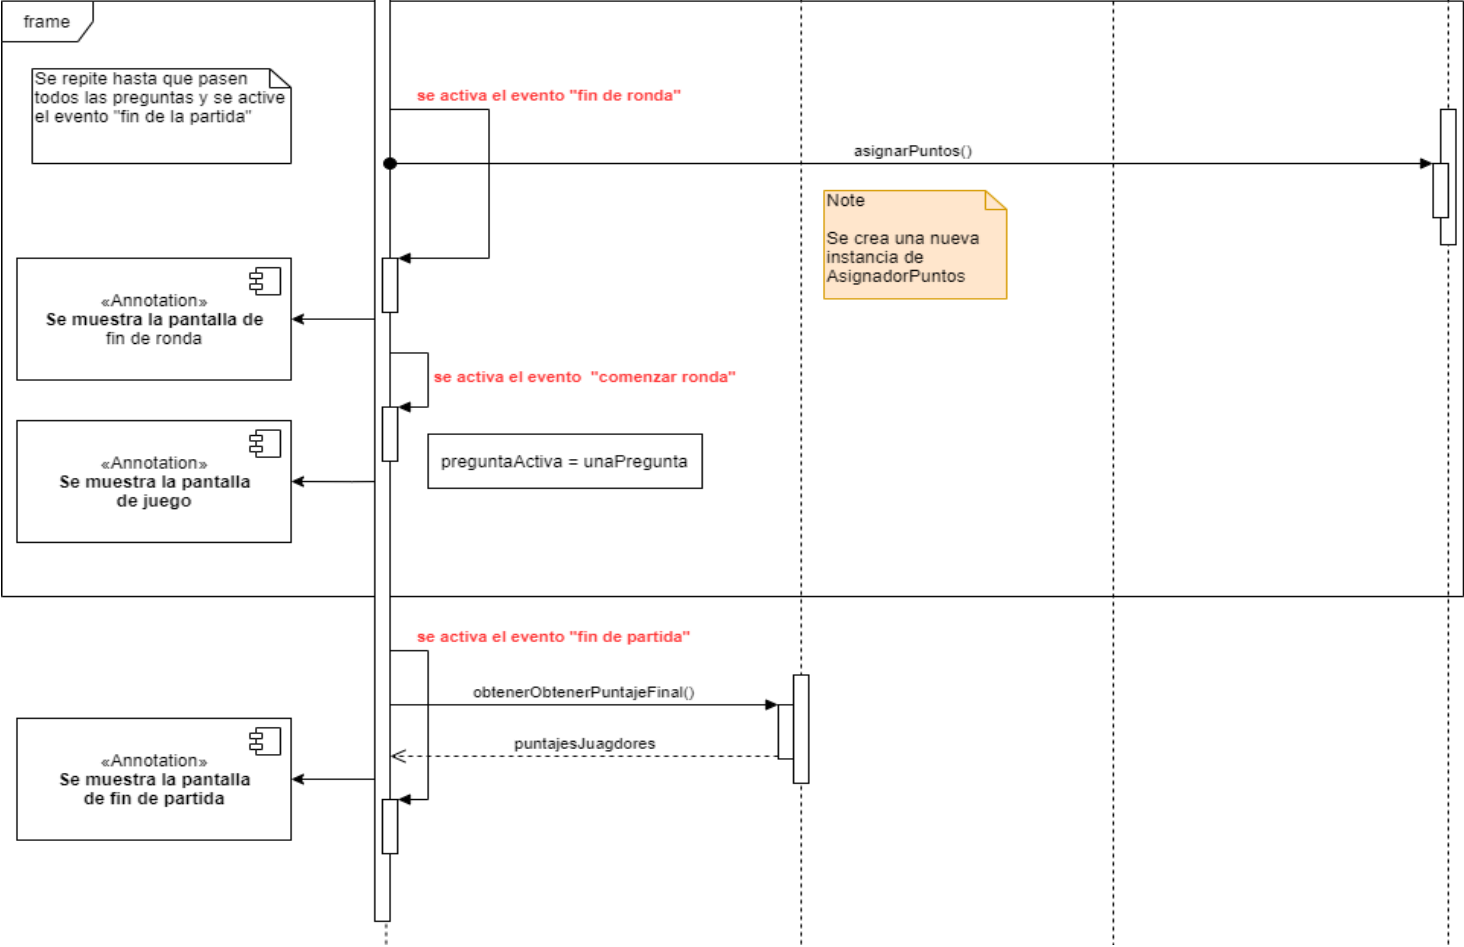 frame
Se repite hasta que pasen
todos las preguntas y se active
el evento "fin de la partida"
se activa el evento "fin de ronda"
asignarPuntos()
Note
Se crea una nueva
instancia de
AsignadorPuntos
«Annotation»
Se muestra la pantalla de
fin de ronda
se activa el evento  "comenzar ronda"
«Annotation»
Se muestra la pantalla
de juego
preguntaActiva = unaPregunta
se activa el evento "fin de partida"
obtenerObtenerPuntajeFinal()
puntajesJuagdores
«Annotation»
Se muestra la pantalla
de fin de partida